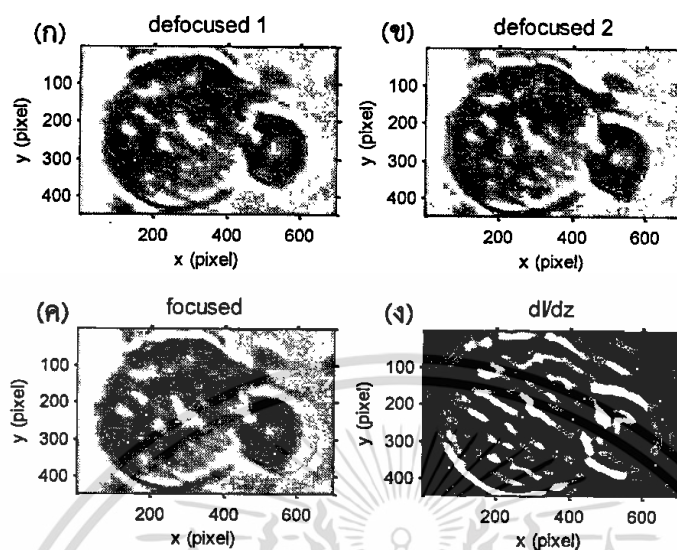 (ก) defocused 1
(ข) defocused 2
y (pixel)
100
200
300
400
200 400 600
x (pixel)
y (pixel)
100
200
300
400
200 400 600
x (pixel)
(ค) focused
(ง) dI/dz
y (pixel)
100
200
300
400
200 400 600
x (pixel)
y (pixel)
100
200
300
400
200 400 600
x (pixel)